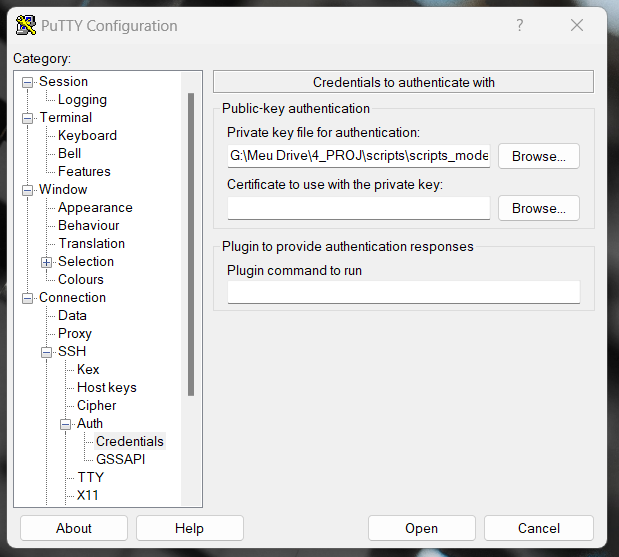 PuTTY Configuration
?
Category:
Session
Logging
Terminal
Keyboard
Bell
Features
Window
Appearance
Behaviour
Translation
Selection
Colours
Connection
Data
Proxy
SSH
Kex
Host keys
Cipher
Auth
Credentials
GSSAPI
TTY
X11
Credentials to authenticate with
Public-key authentication
Private key file for authentication:
G:\Meu Drive\4_PROJ\scripts\scripts_mode
Browse...
Certificate to use with the private key:
Browse...
Plugin to provide authentication responses
Plugin command to run
About
Help
Open
Cancel